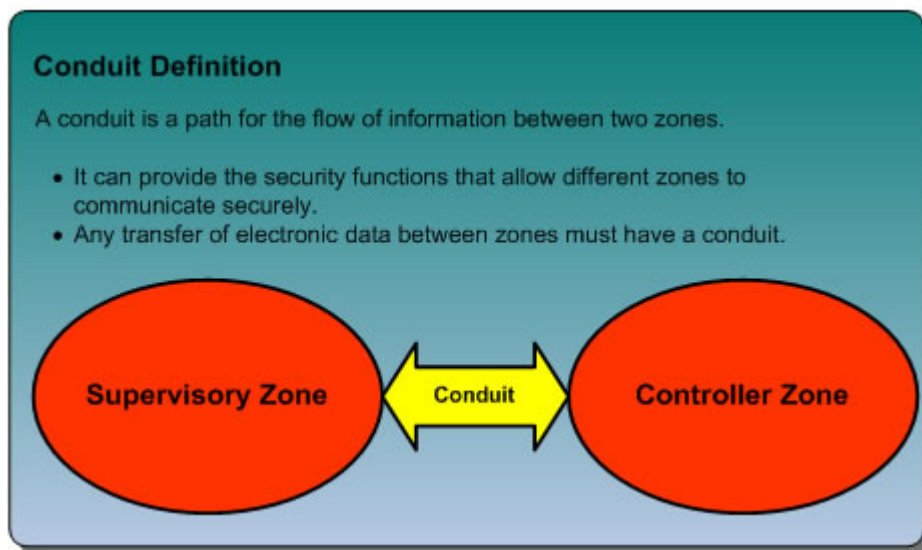 Conduit Definition
A conduit is a path for the flow of information between two zones.
• It can provide the security functions that allow different zones to
communicate securely.
• Any transfer of electronic data between zones must have a conduit.
Supervisory Zone
Conduit
Controller Zone